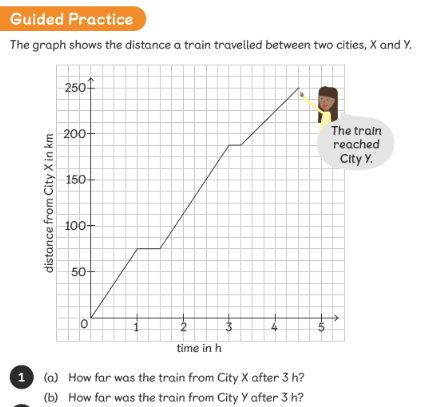 Guided Practice
The graph shows the distance a train travelled between two cities, X and Y.
250
200
150
100
50
0
1
2
3
4
5
distance from City X in km
time in h
The train
reached
City Y.
1 (a) How far was the train from City X after 3 h?
(b) How far was the train from City Y after 3 h?